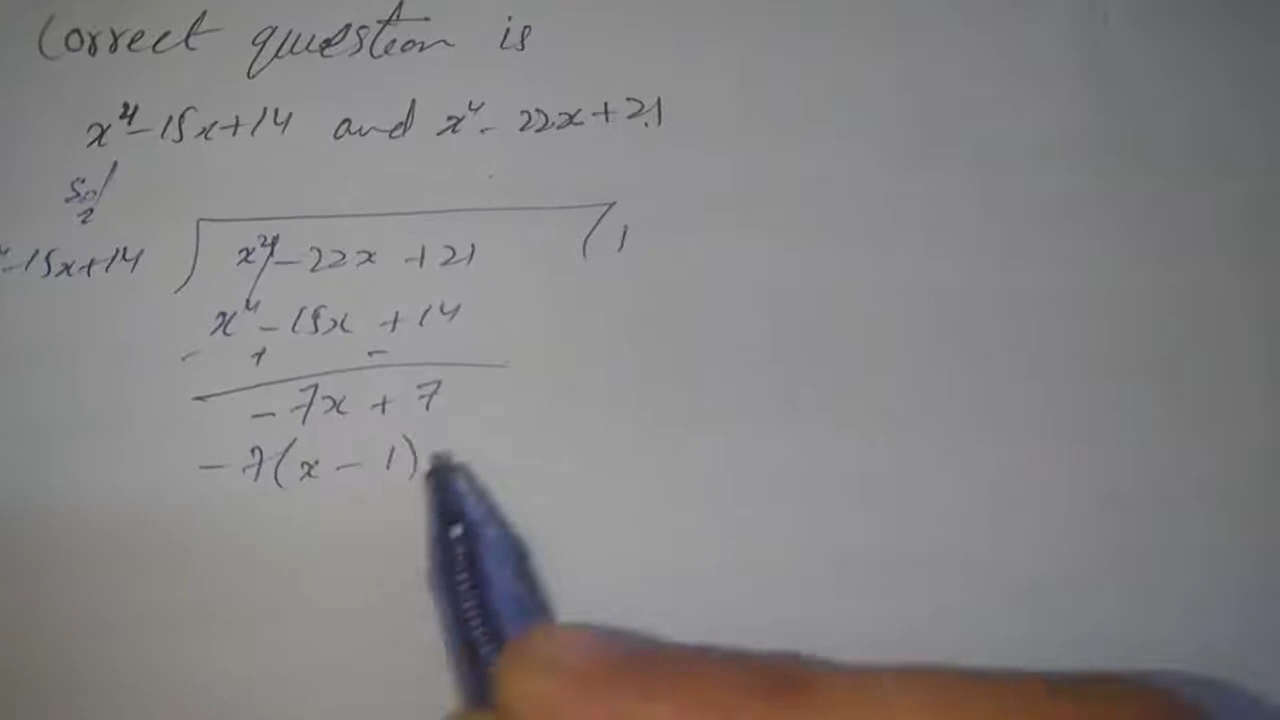 Correct question is
x⁴-15x+14 and x⁴-22x+21
Sol
⁴-15x+14 ) x⁴-22x+21 ( 1
x⁴-15x+14
- + -
-7x+7
-7(x-1)